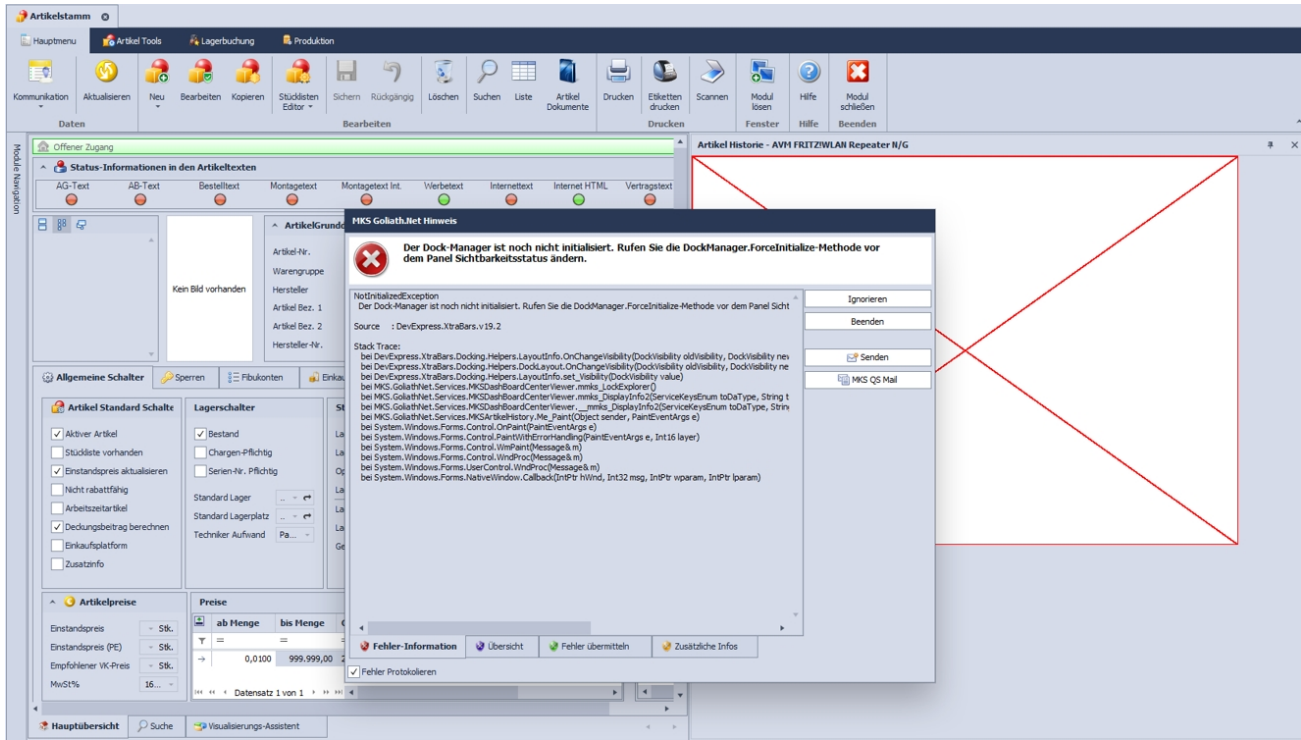 Artikelstamm
Hauptmenu Artikel Tools Lagerbuchung Produktion
Kommunikation Aktualisieren Neu Bearbeiten Kopieren Stücklisten Editor Sichern Rückgängig Löschen Suchen Liste Artikel Dokumente Drucken Etiketten drucken Scannen Modul lösen Hilfe Modul schließen
Daten Bearbeiten Drucken Fenster Hilfe Beenden
Module Navigation
Offener Zugang
Artikel Historie - AVM FRITZ!WLAN Repeater N/G
Status-Informationen in den Artikeltexten
AG-Text AB-Text Bestelltext Montagetext Montagetext Int. Werbetext Internettext Internet HTML Vertragstext
Kein Bild vorhanden
ArtikelGrund
Artikel-Nr.
Warengruppe
Hersteller
Artikel Bez. 1
Artikel Bez. 2
Hersteller-Nr.
MKS Goliath.Net Hinweis
Der Dock-Manager ist noch nicht initialisiert. Rufen Sie die DockManager.ForceInitialize-Methode vor
dem Panel Sichtbarkeitsstatus ändern.
NotInitializedException
Der Dock-Manager ist noch nicht initialisiert. Rufen Sie die DockManager.ForceInitialize-Methode vor dem Panel Sicht
Source : DevExpress.XtraBars.v19.2
Stack Trace:
bei DevExpress.XtraBars.Docking.Helpers.LayoutInfo.OnChangeVisibility(DockVisibility oldVisibility, DockVisibility nev
bei DevExpress.XtraBars.Docking.Helpers.DockLayout.OnChangeVisibility(DockVisibility oldVisibility, DockVisibility ne
bei DevExpress.XtraBars.Docking.Helpers.LayoutInfo.set_Visibility(DockVisibility value)
bei MKS.GoliathNet.Services.MKSDashBoardCenterViewer.mmks_LockExplorer()
bei MKS.GoliathNet.Services.MKSDashBoardCenterViewer.mmks_DisplayInfo2(ServiceKeysEnum toDaType, String t
bei MKS.GoliathNet.Services.MKSDashBoardCenterViewer.__mmks_DisplayInfo2(ServiceKeysEnum toDaType, Strin
bei MKS.GoliathNet.Services.MKSArtikelHistory.Me_Paint(Object sender, PaintEventArgs e)
bei System.Windows.Forms.Control.OnPaint(PaintEventArgs e)
bei System.Windows.Forms.Control.PaintWithErrorHandling(PaintEventArgs e, Int16 layer)
bei System.Windows.Forms.Control.WmPaint(Message& m)
bei System.Windows.Forms.Control.WndProc(Message& m)
bei System.Windows.Forms.UserControl.WndProc(Message& m)
bei System.Windows.Forms.NativeWindow.Callback(IntPtr hWnd, Int32 msg, IntPtr wparam, IntPtr lparam)
Ignorieren
Beenden
Senden
MKS QS Mail
Fehler-Information Übersicht Fehler übermitteln Zusätzliche Infos
Fehler Protokolieren
Allgemeine Schalter Sperren Fibukonten Einkau
Artikel Standard Schalte Lagerschalter
Aktiver Artikel
Stückliste vorhanden
Einstandspreis aktualisieren
Nicht rabattfähig
Arbeitszeitartikel
Deckungsbeitrag berechnen
Einkaufsplatform
Zusatzinfo
Bestand
Chargen-Pflichtig
Serien-Nr. Pflichtig
Standard Lager ..
Standard Lagerplatz ..
Techniker Aufwand Pa...
St
La
La
Op
La
La
La
Ge
Artikelpreise
Einstandspreis Stk.
Einstandspreis (PE) Stk.
Empfohlener VK-Preis Stk.
MwSt% 16...
Preise
ab Menge bis Menge
= =
0,0100 999.999,00 2
Datensatz 1 von 1
Hauptübersicht Suche Visualisierungs-Assistent